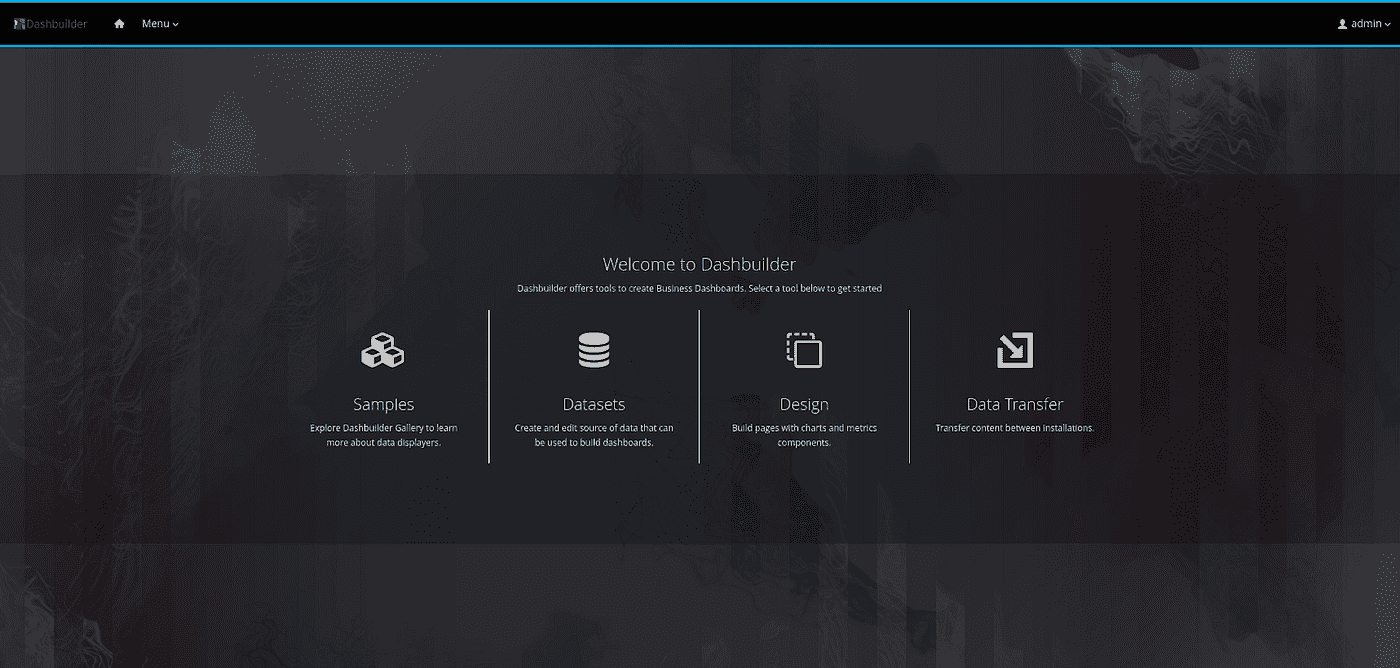 Dashbuilder
Menu
admin
Welcome to Dashbuilder
Dashbuilder offers tools to create Business Dashboards. Select a tool below to get started
Samples
Explore Dashbuilder Gallery to learn
more about data displayers.
Datasets
Create and edit source of data that can
be used to build dashboards.
Design
Build pages with charts and metrics
components.
Data Transfer
Transfer content between installations.